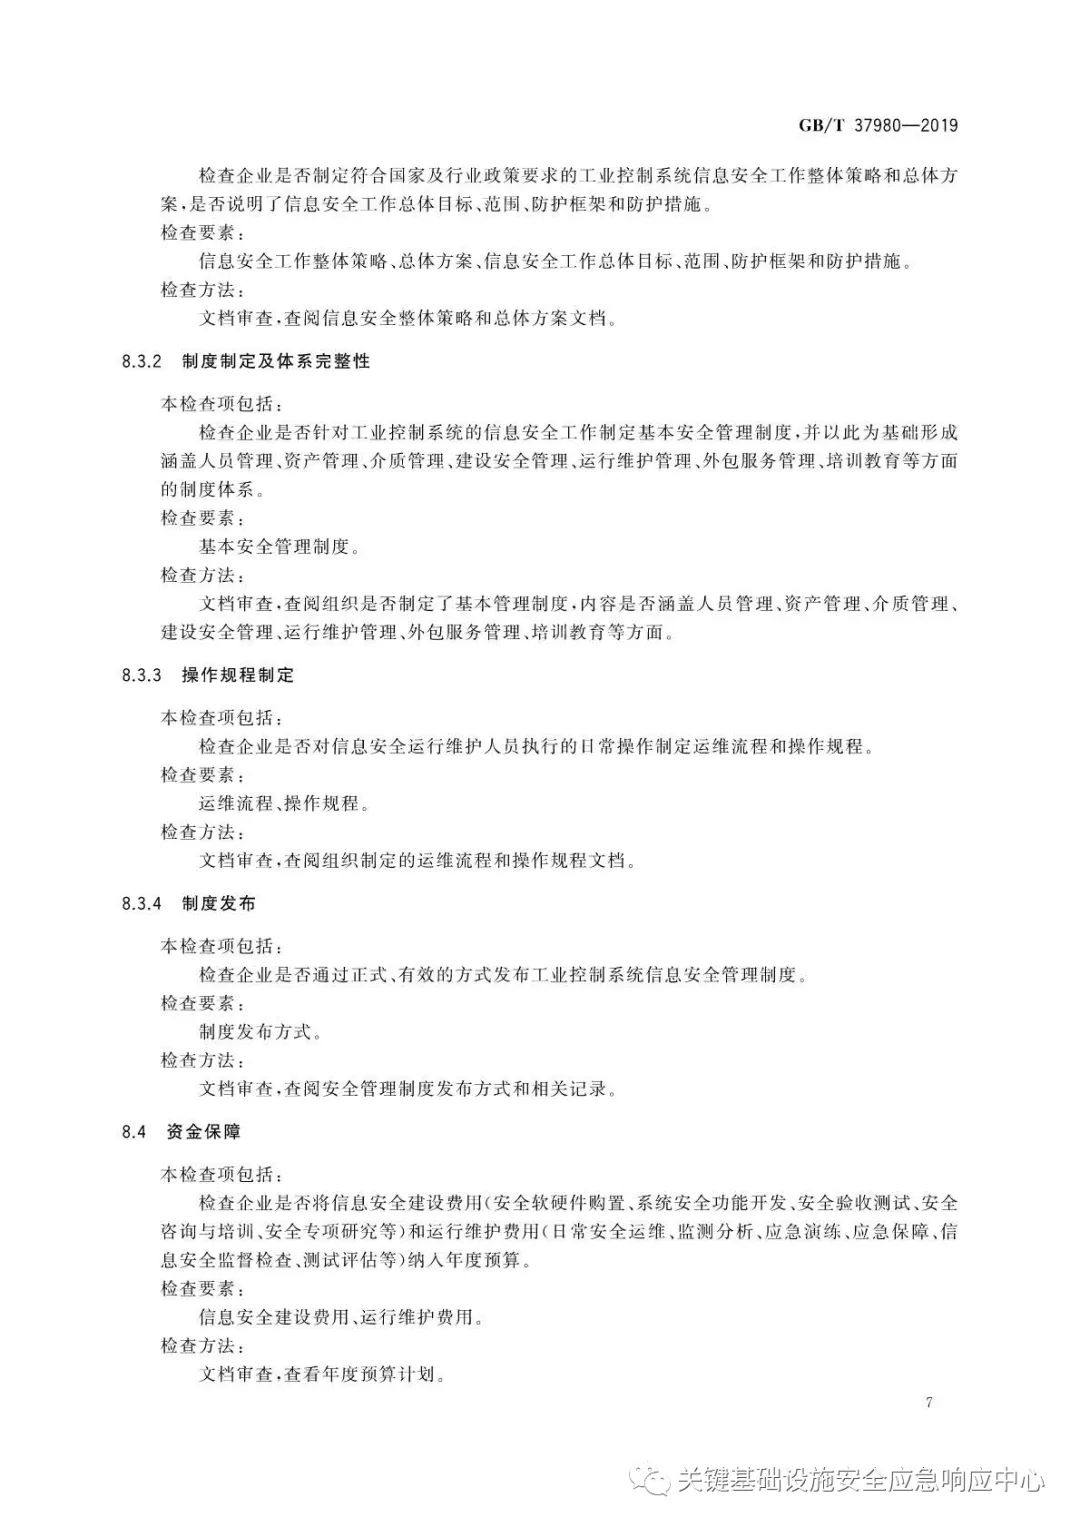 GB/T 37980—2019
检查企业是否制定符合国家及行业政策要求的工业控制系统信息安全工作整体策略和总体方
案,是否说明了信息安全工作总体目标、范围、防护框架和防护措施。
检查要素:
信息安全工作整体策略、总体方案、信息安全工作总体目标、范围、防护框架和防护措施。
检查方法:
文档审查,查阅信息安全整体策略和总体方案文档。
8.3.2 制度制定及体系完整性
本检查项包括:
检查企业是否针对工业控制系统的信息安全工作制定基本安全管理制度,并以此为基础形成
涵盖人员管理、资产管理、介质管理、建设安全管理、运行维护管理、外包服务管理、培训教育等方面
的制度体系。
检查要素:
基本安全管理制度。
检查方法:
文档审查,查阅组织是否制定了基本管理制度,内容是否涵盖人员管理、资产管理、介质管理、
建设安全管理、运行维护管理、外包服务管理、培训教育等方面。
8.3.3 操作规程制定
本检查项包括:
检查企业是否对信息安全运行维护人员执行的日常操作制定运维流程和操作规程。
检查要素:
运维流程、操作规程。
检查方法:
文档审查,查阅组织制定的运维流程和操作规程文档。
8.3.4 制度发布
本检查项包括:
检查企业是否通过正式、有效的方式发布工业控制系统信息安全管理制度。
检查要素:
制度发布方式。
检查方法:
文档审查,查阅安全管理制度发布方式和相关记录。
8.4 资金保障
本检查项包括:
检查企业是否将信息安全建设费用(安全软硬件购置、系统安全功能开发、安全验收测试、安全
咨询与培训、安全专项研究等)和运行维护费用(日常安全运维、监测分析、应急演练、应急保障、信
息安全监督检查、测试评估等)纳入年度预算。
检查要素:
信息安全建设费用、运行维护费用。
检查方法:
文档审查,查看年度预算计划。
7
关键基础设施安全应急响应中心